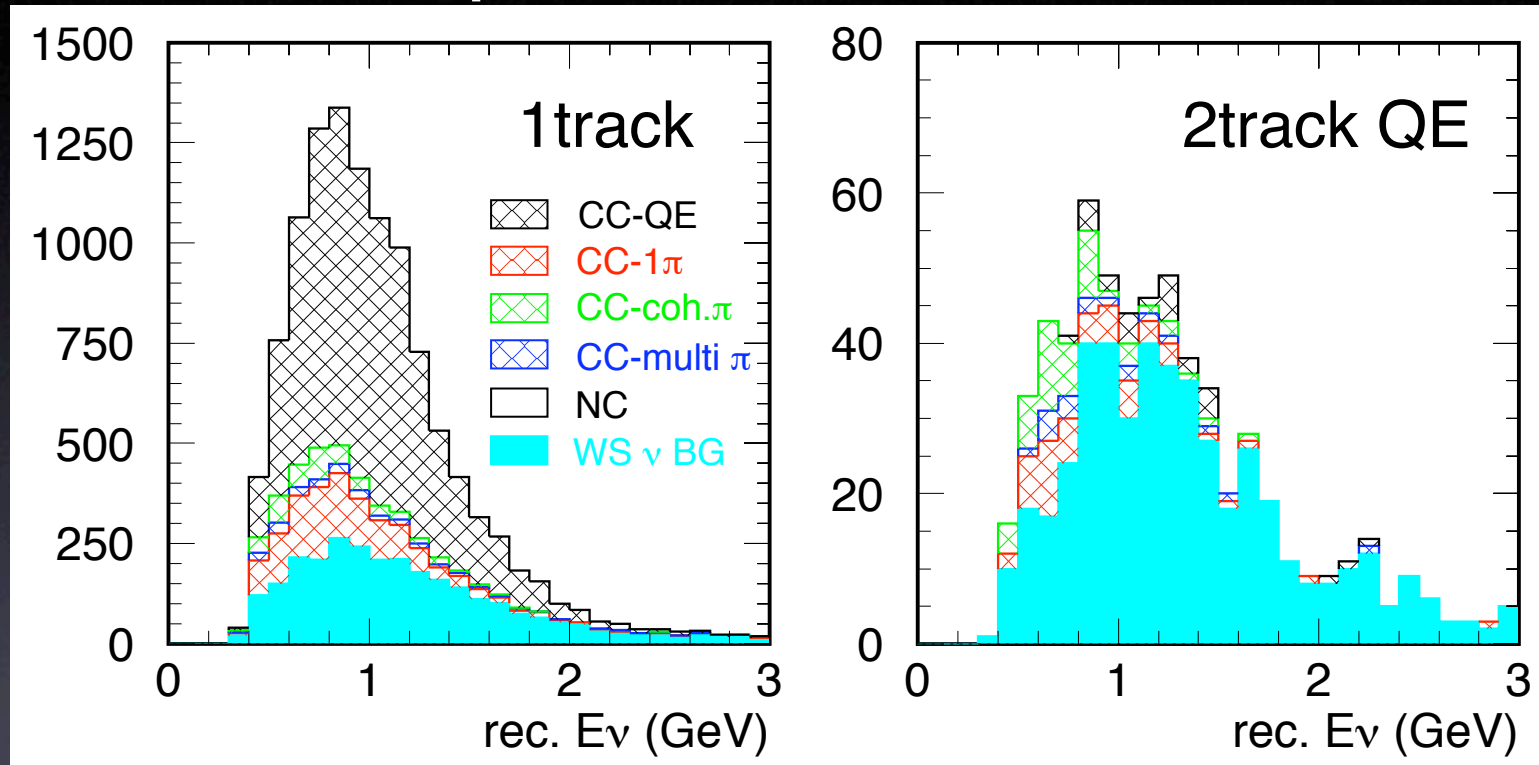 1500
1250
1000
750
500
250
0
0
1
2
3
rec. Eν (GeV)
1track
CC-QE
CC-1π
CC-coh.π
CC-multi π
NC
WS ν BG
80
60
40
20
0
0
1
2
3
rec. Eν (GeV)
2track QE